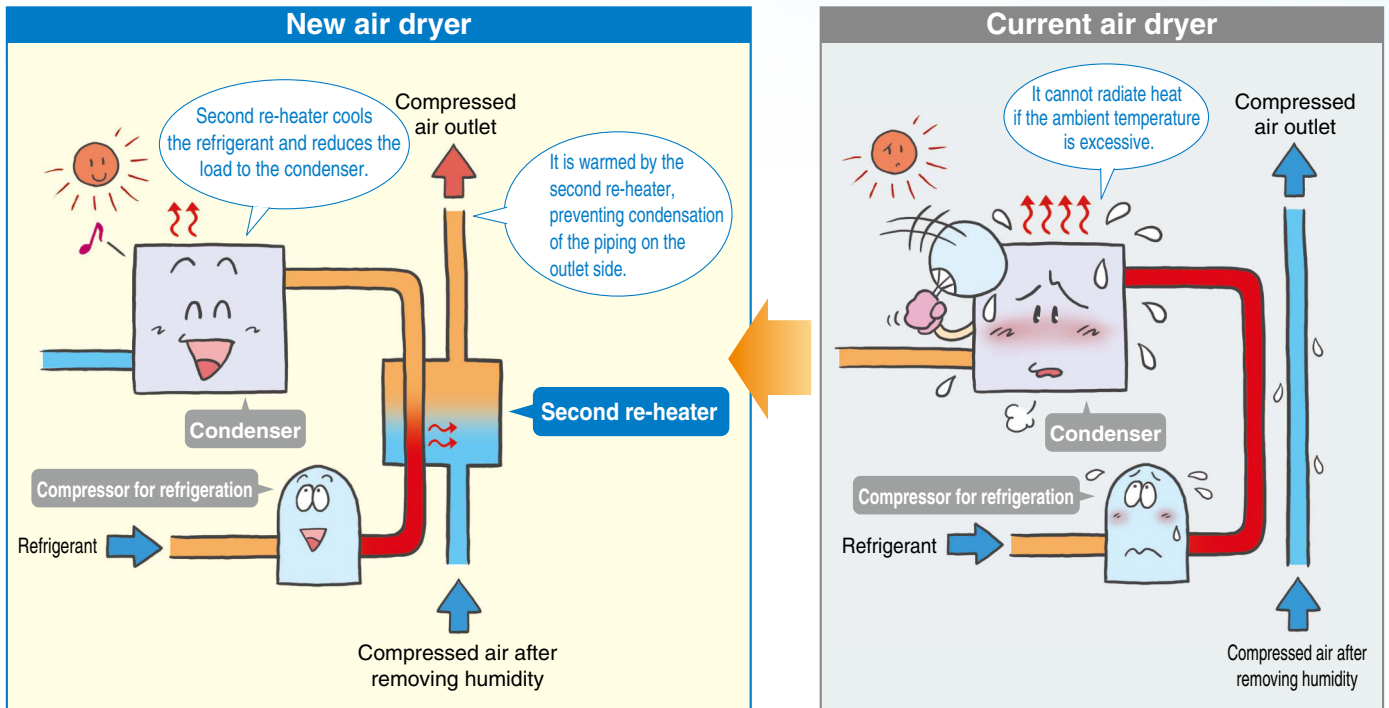 New air dryer
Second re-heater cools
the refrigerant and reduces the
load to the condenser.
Compressed
air outlet
It is warmed by the
second re-heater,
preventing condensation
of the piping on the
outlet side.
Condenser
Second re-heater
Compressor for refrigeration
Refrigerant
Compressed air after
removing humidity
Current air dryer
It cannot radiate heat
if the ambient temperature
is excessive.
Compressed
air outlet
Condenser
Compressor for refrigeration
Refrigerant
Compressed air after
removing humidity